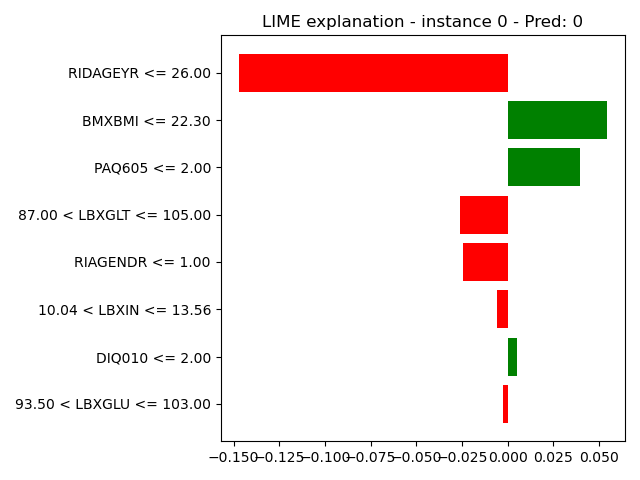 LIME explanation - instance 0 - Pred: 0
RIDAGEYR <= 26.00
BMXBMI <= 22.30
PAQ605 <= 2.00
87.00 < LBXGLT <= 105.00
RIAGENDR <= 1.00
10.04 < LBXIN <= 13.56
DIQ010 <= 2.00
93.50 < LBXGLU <= 103.00
−0.150 −0.125 −0.100 −0.075 −0.050 −0.025 0.000 0.025 0.050